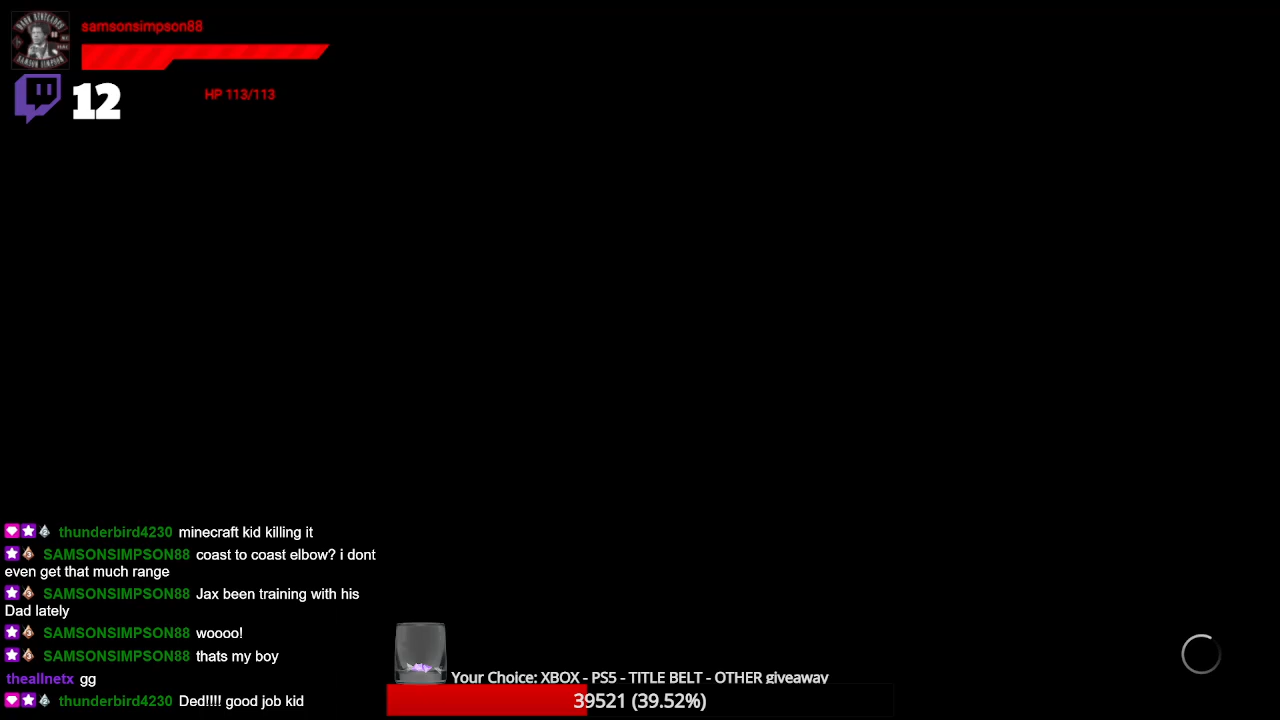 samsonsimpson88
12
HP 113/113
thunderbird4230 minecraft kid killing it
SAMSONSIMPSON88 coast to coast elbow? i dont
even get that much range
SAMSONSIMPSON88 Jax been training with his
Dad lately
SAMSONSIMPSON88 woooo!
SAMSONSIMPSON88 thats my boy
theallnetx gg
thunderbird4230 Ded!!!! good job kid
Your Choice: XBOX - PS5 - TITLE BELT - OTHER giveaway
39521 (39.52%)